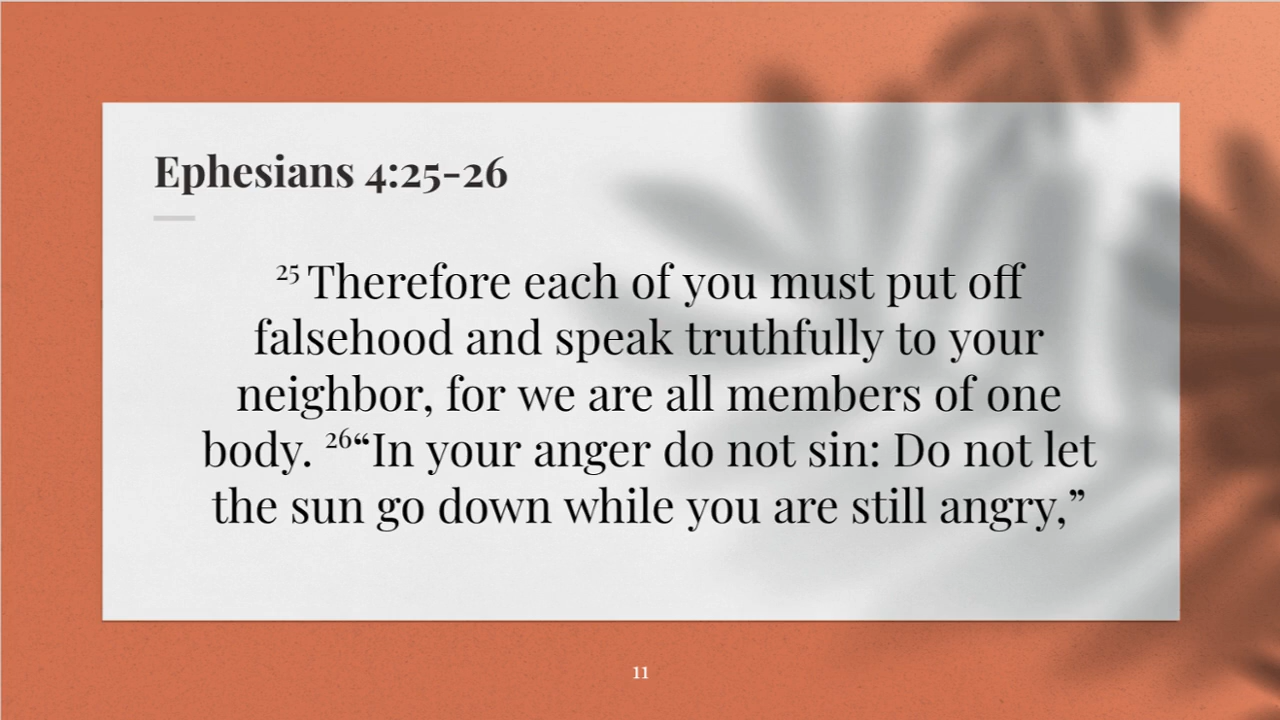 Ephesians 4:25-26
25 Therefore each of you must put off
falsehood and speak truthfully to your
neighbor, for we are all members of one
body. 26“In your anger do not sin: Do not let
the sun go down while you are still angry,”
11